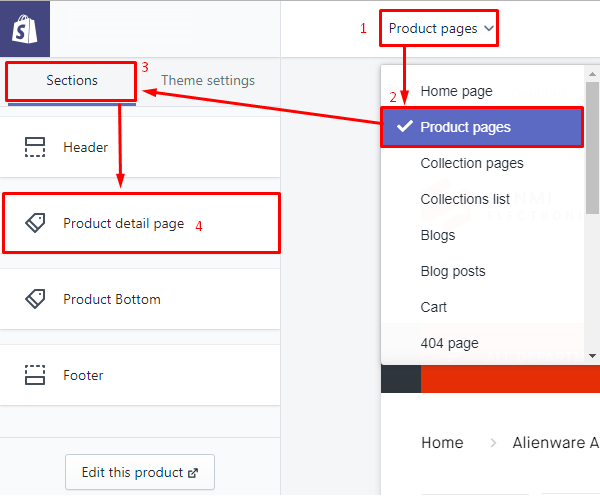 1
Product pages
3
Sections
Theme settings
2
Home page
Product pages
Header
Collection pages
Collections list
Product detail page 4
Blogs
Blog posts
Product Bottom
Cart
404 page
Footer
Home > Alienware A
Edit this product